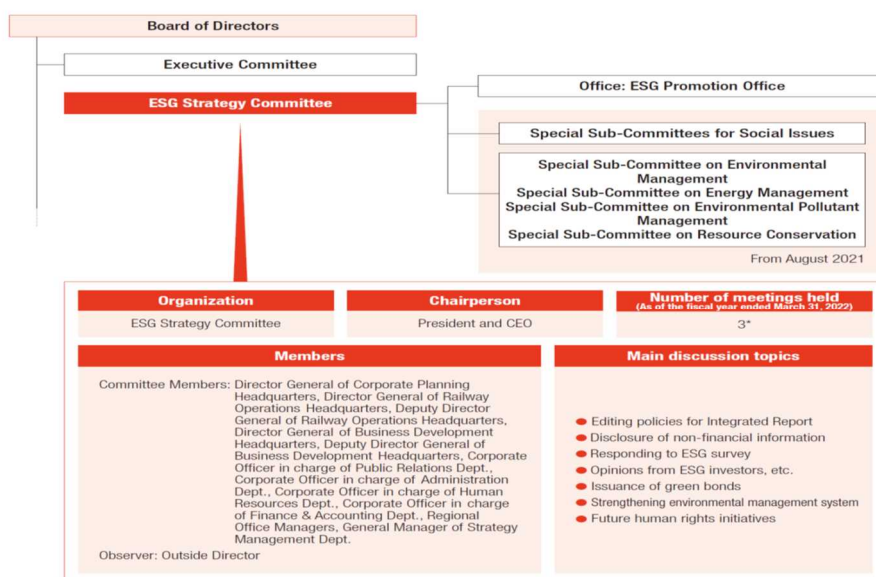 Board of Directors
Executive Committee
ESG Strategy Committee
Office: ESG Promotion Office
Special Sub-Committees for Social Issues
Special Sub-Committee on Environmental
Management
Special Sub-Committee on Energy Management
Special Sub-Committee on Environmental Pollutant
Management
Special Sub-Committee on Resource Conservation
From August 2021
Organization
ESG Strategy Committee
Chairperson
President and CEO
Number of meetings held
(As of the fiscal year ended March 31, 2022)
3*
Members
Committee Members: Director General of Corporate Planning
Headquarters, Director General of Railway
Operations Headquarters, Deputy Director
General of Railway Operations Headquarters,
Director General of Business Development
Headquarters, Deputy Director General of
Business Development Headquarters, Corporate
Officer in charge of Public Relations Dept.,
Corporate Officer in charge of Administration
Dept., Corporate Officer in charge of Human
Resources Dept., Corporate Officer in charge
of Finance & Accounting Dept., Regional
Office Managers, General Manager of Strategy
Management Dept.
Observer: Outside Director
Main discussion topics
● Editing policies for Integrated Report
● Disclosure of non-financial information
● Responding to ESG survey
● Opinions from ESG investors, etc.
● Issuance of green bonds
● Strengthening environmental management system
● Future human rights initiatives